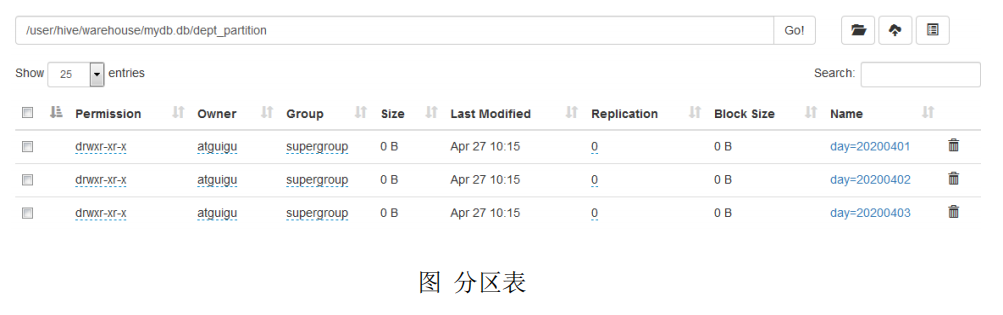 /user/hive/warehouse/mydb.db/dept_partition Go!
Show 25 entries Search:
Permission Owner Group Size Last Modified Replication Block Size Name
drwxr-xr-x atguigu supergroup 0 B Apr 27 10:15 0 0 B day=20200401
drwxr-xr-x atguigu supergroup 0 B Apr 27 10:15 0 0 B day=20200402
drwxr-xr-x atguigu supergroup 0 B Apr 27 10:15 0 0 B day=20200403
图 分区表